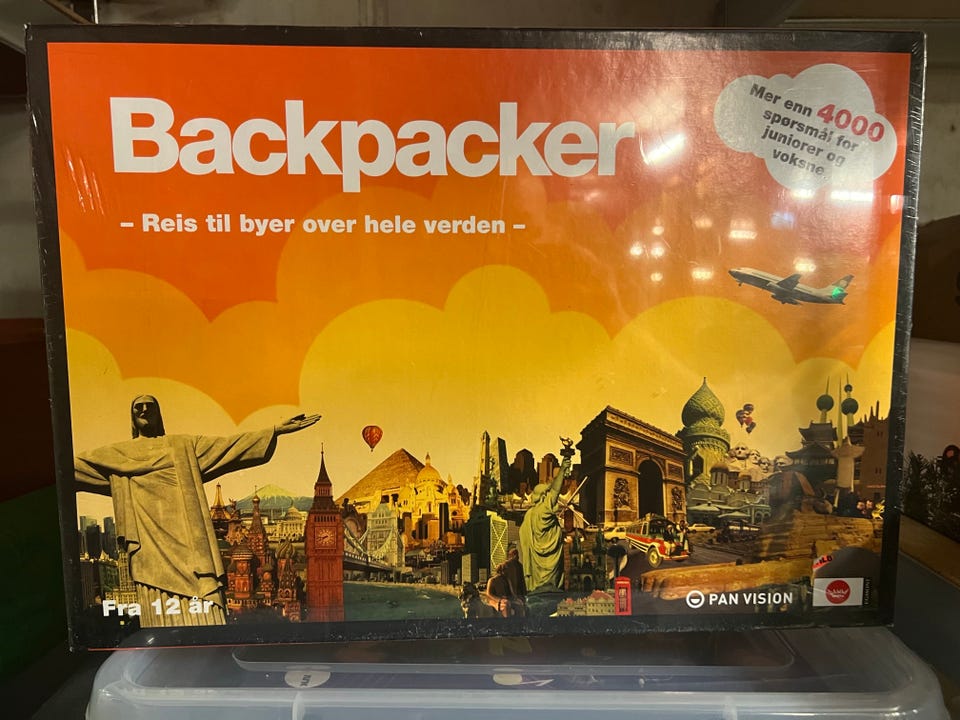 Backpacker
– Reis til byer over hele verden –
Mer enn 4000
spørsmål for
juniorer og
voksne
Fra 12 år
PAN VISION